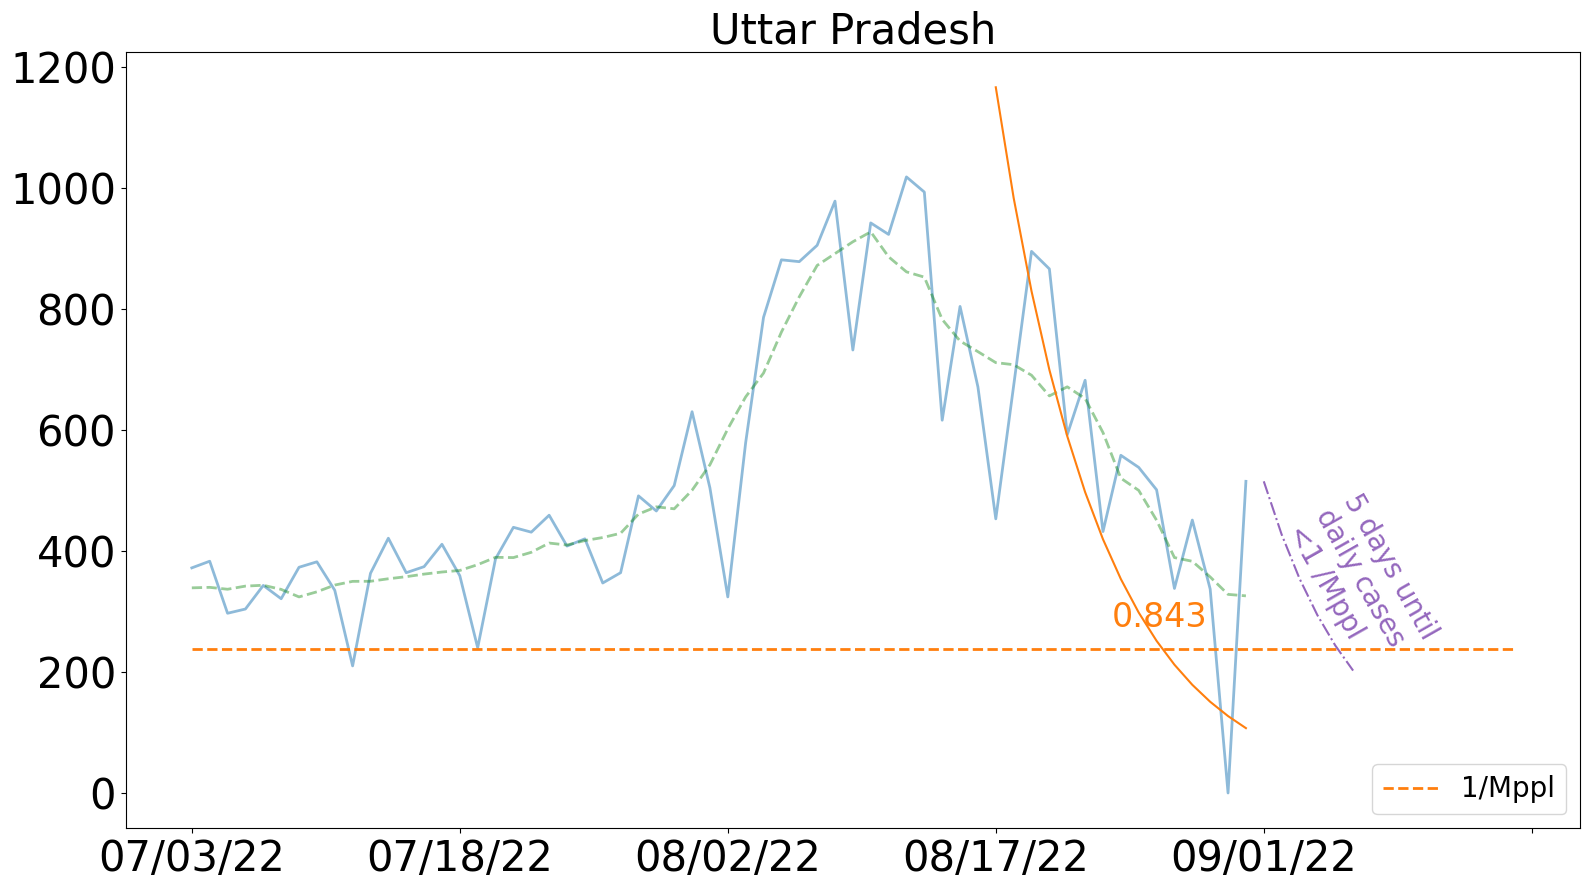 Uttar Pradesh
1200
1000
800
600
400
200
0
0.843
5 days until
daily cases
<1 /Mppl
1/Mppl
07/03/22
07/18/22
08/02/22
08/17/22
09/01/22